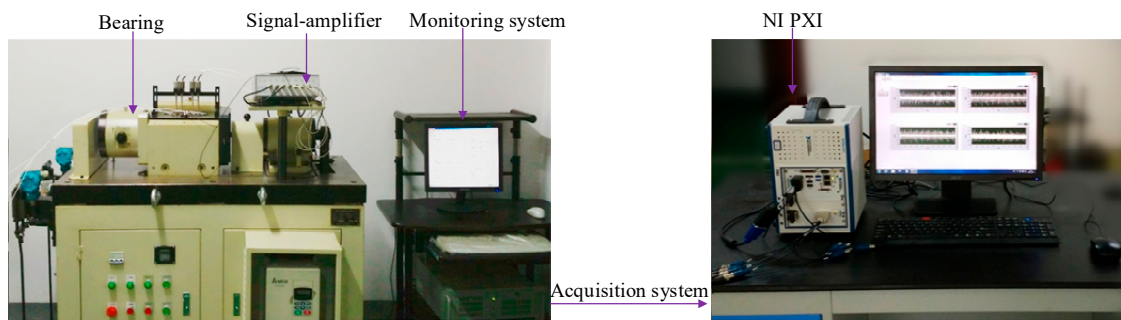 Bearing
Signal-amplifier
Monitoring system
NI PXI
Acquisition system